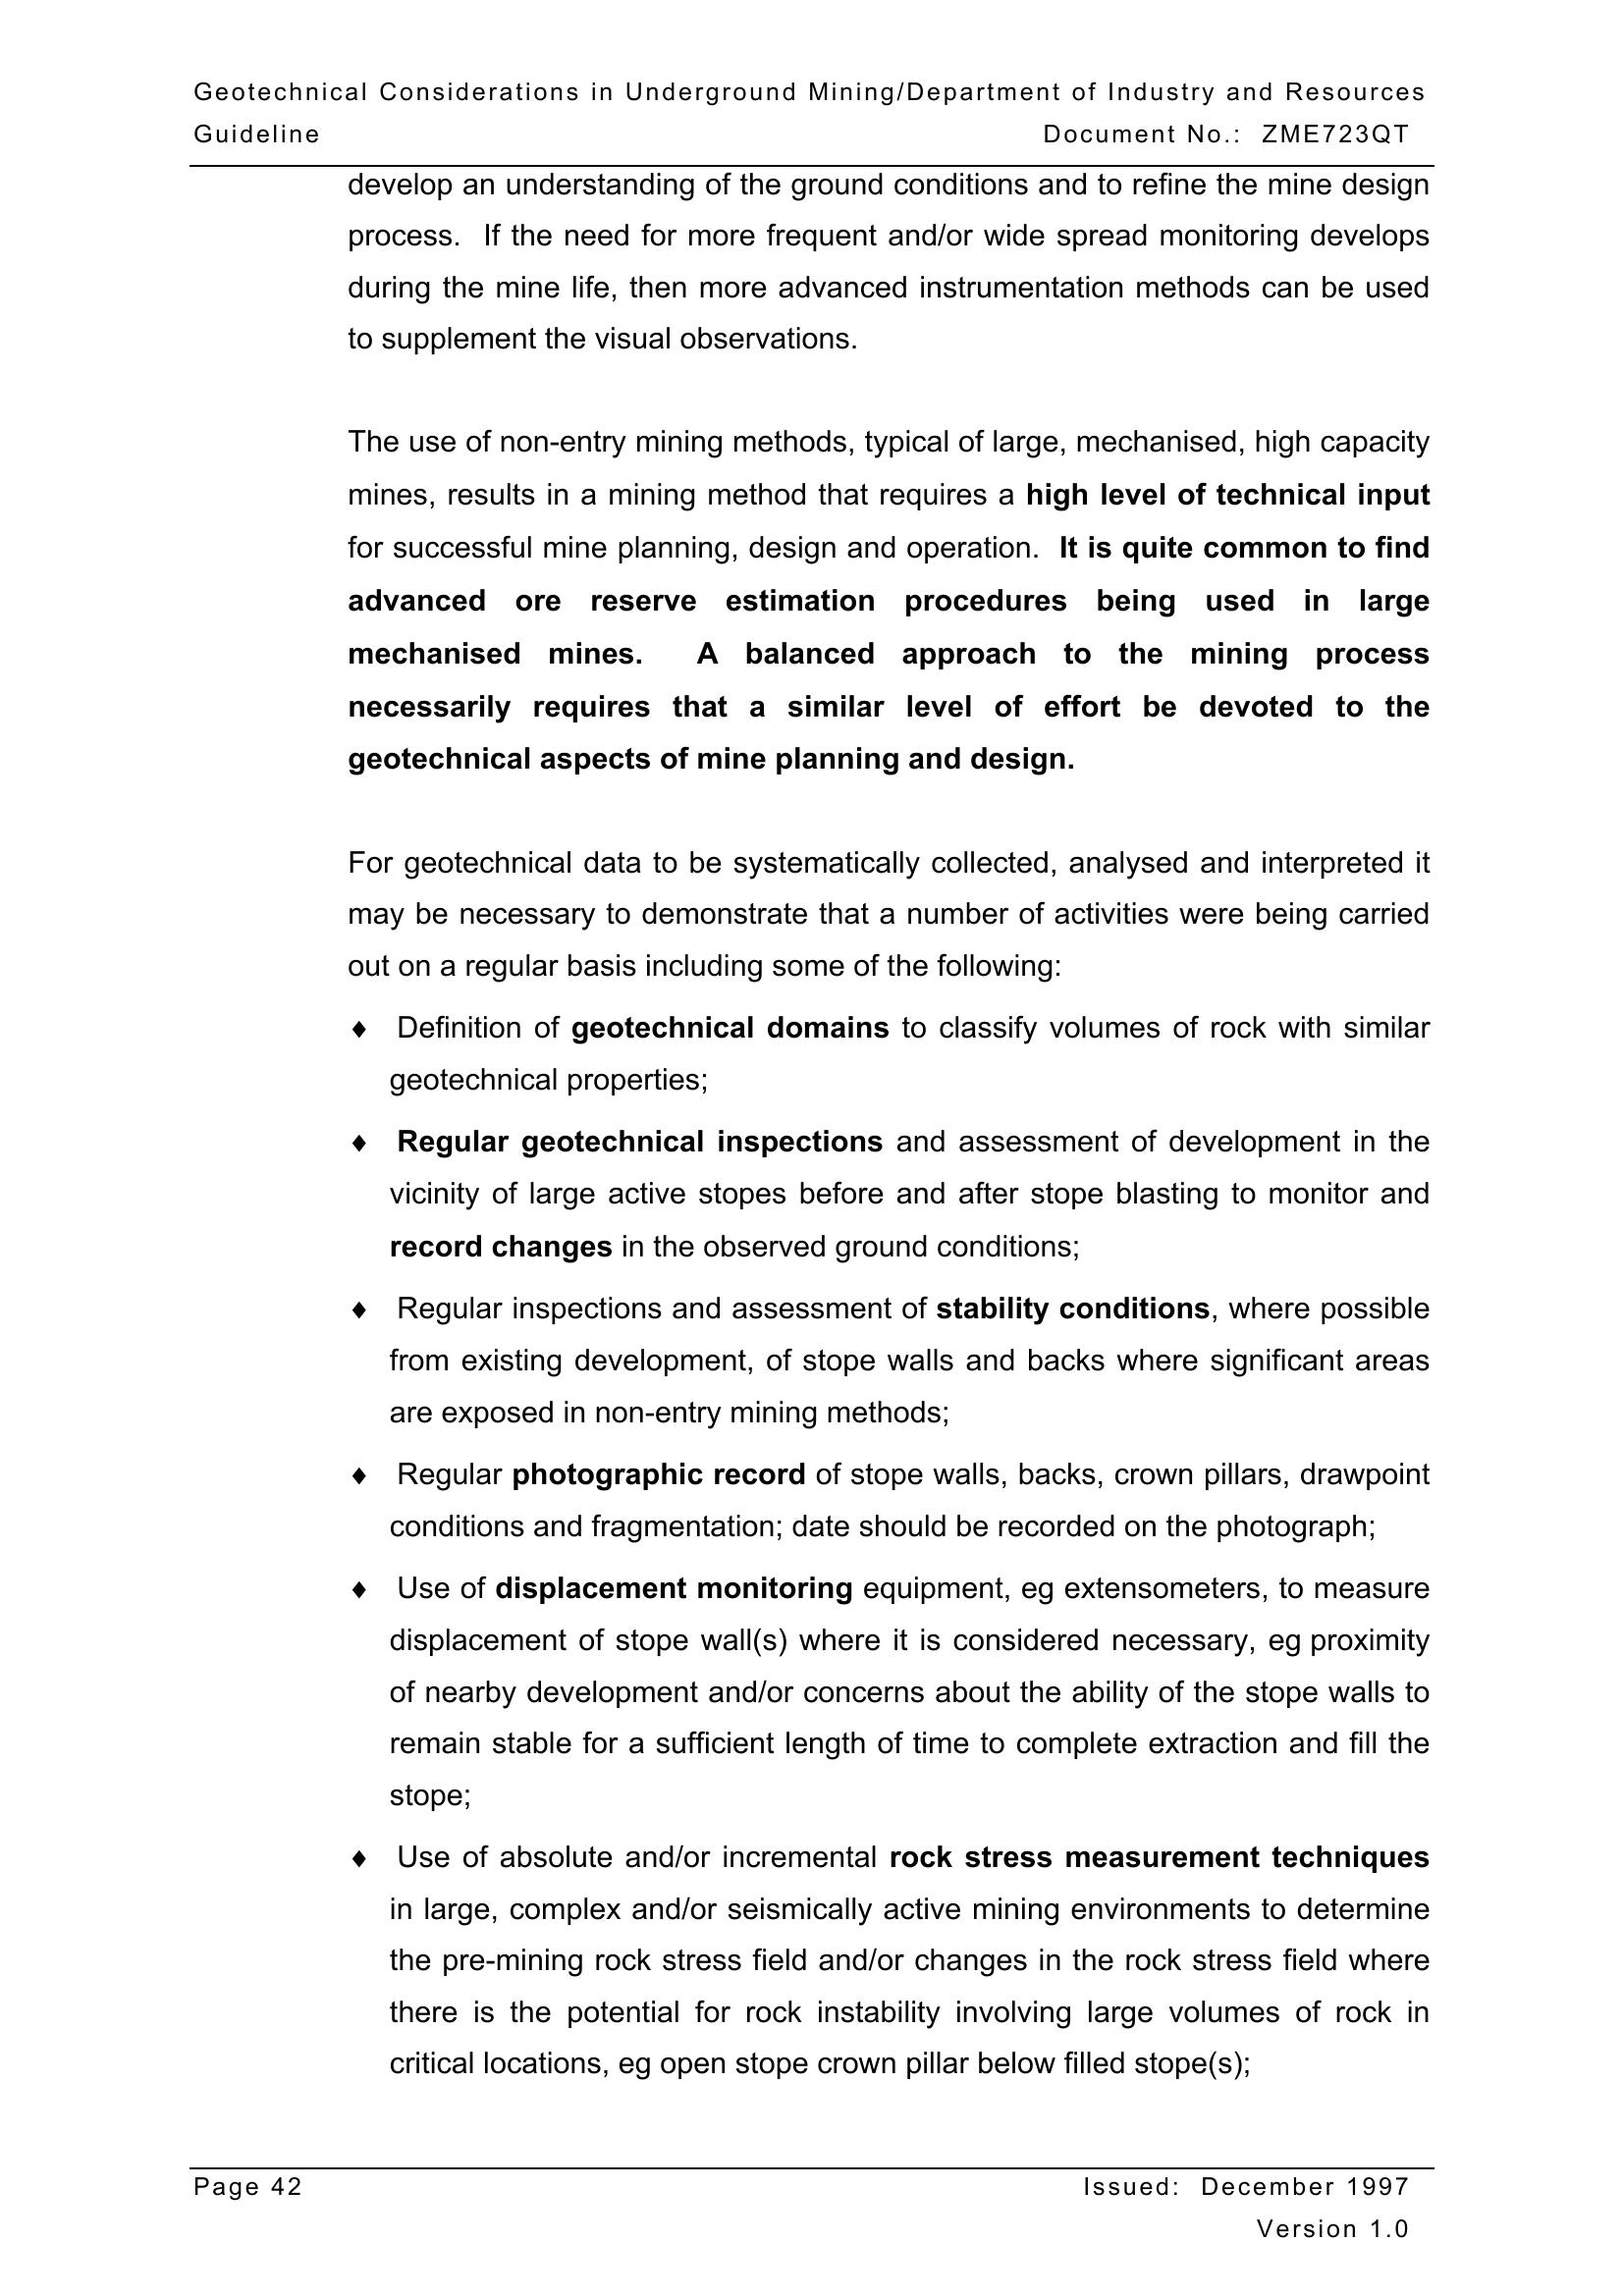 Geotechnical Considerations in Underground Mining/Department of Industry and Resources
Guideline Document No.: ZME723QT
develop an understanding of the ground conditions and to refine the mine design
process. If the need for more frequent and/or wide spread monitoring develops
during the mine life, then more advanced instrumentation methods can be used
to supplement the visual observations.
The use of non-entry mining methods, typical of large, mechanised, high capacity
mines, results in a mining method that requires a high level of technical input
for successful mine planning, design and operation. It is quite common to find
advanced ore reserve estimation procedures being used in large
mechanised mines. A balanced approach to the mining process
necessarily requires that a similar level of effort be devoted to the
geotechnical aspects of mine planning and design.
For geotechnical data to be systematically collected, analysed and interpreted it
may be necessary to demonstrate that a number of activities were being carried
out on a regular basis including some of the following:
♦ Definition of geotechnical domains to classify volumes of rock with similar
geotechnical properties;
♦ Regular geotechnical inspections and assessment of development in the
vicinity of large active stopes before and after stope blasting to monitor and
record changes in the observed ground conditions;
♦ Regular inspections and assessment of stability conditions, where possible
from existing development, of stope walls and backs where significant areas
are exposed in non-entry mining methods;
♦ Regular photographic record of stope walls, backs, crown pillars, drawpoint
conditions and fragmentation; date should be recorded on the photograph;
♦ Use of displacement monitoring equipment, eg extensometers, to measure
displacement of stope wall(s) where it is considered necessary, eg proximity
of nearby development and/or concerns about the ability of the stope walls to
remain stable for a sufficient length of time to complete extraction and fill the
stope;
♦ Use of absolute and/or incremental rock stress measurement techniques
in large, complex and/or seismically active mining environments to determine
the pre-mining rock stress field and/or changes in the rock stress field where
there is the potential for rock instability involving large volumes of rock in
critical locations, eg open stope crown pillar below filled stope(s);
Page 42 Issued: December 1997
Version 1.0